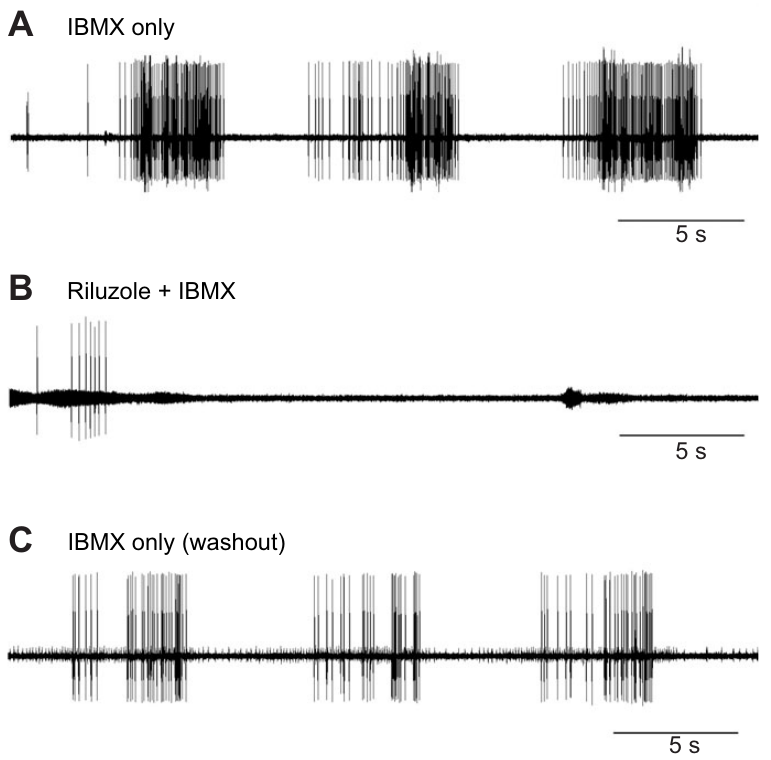 A IBMX only
5 s
B Riluzole + IBMX
5 s
C IBMX only (washout)
5 s